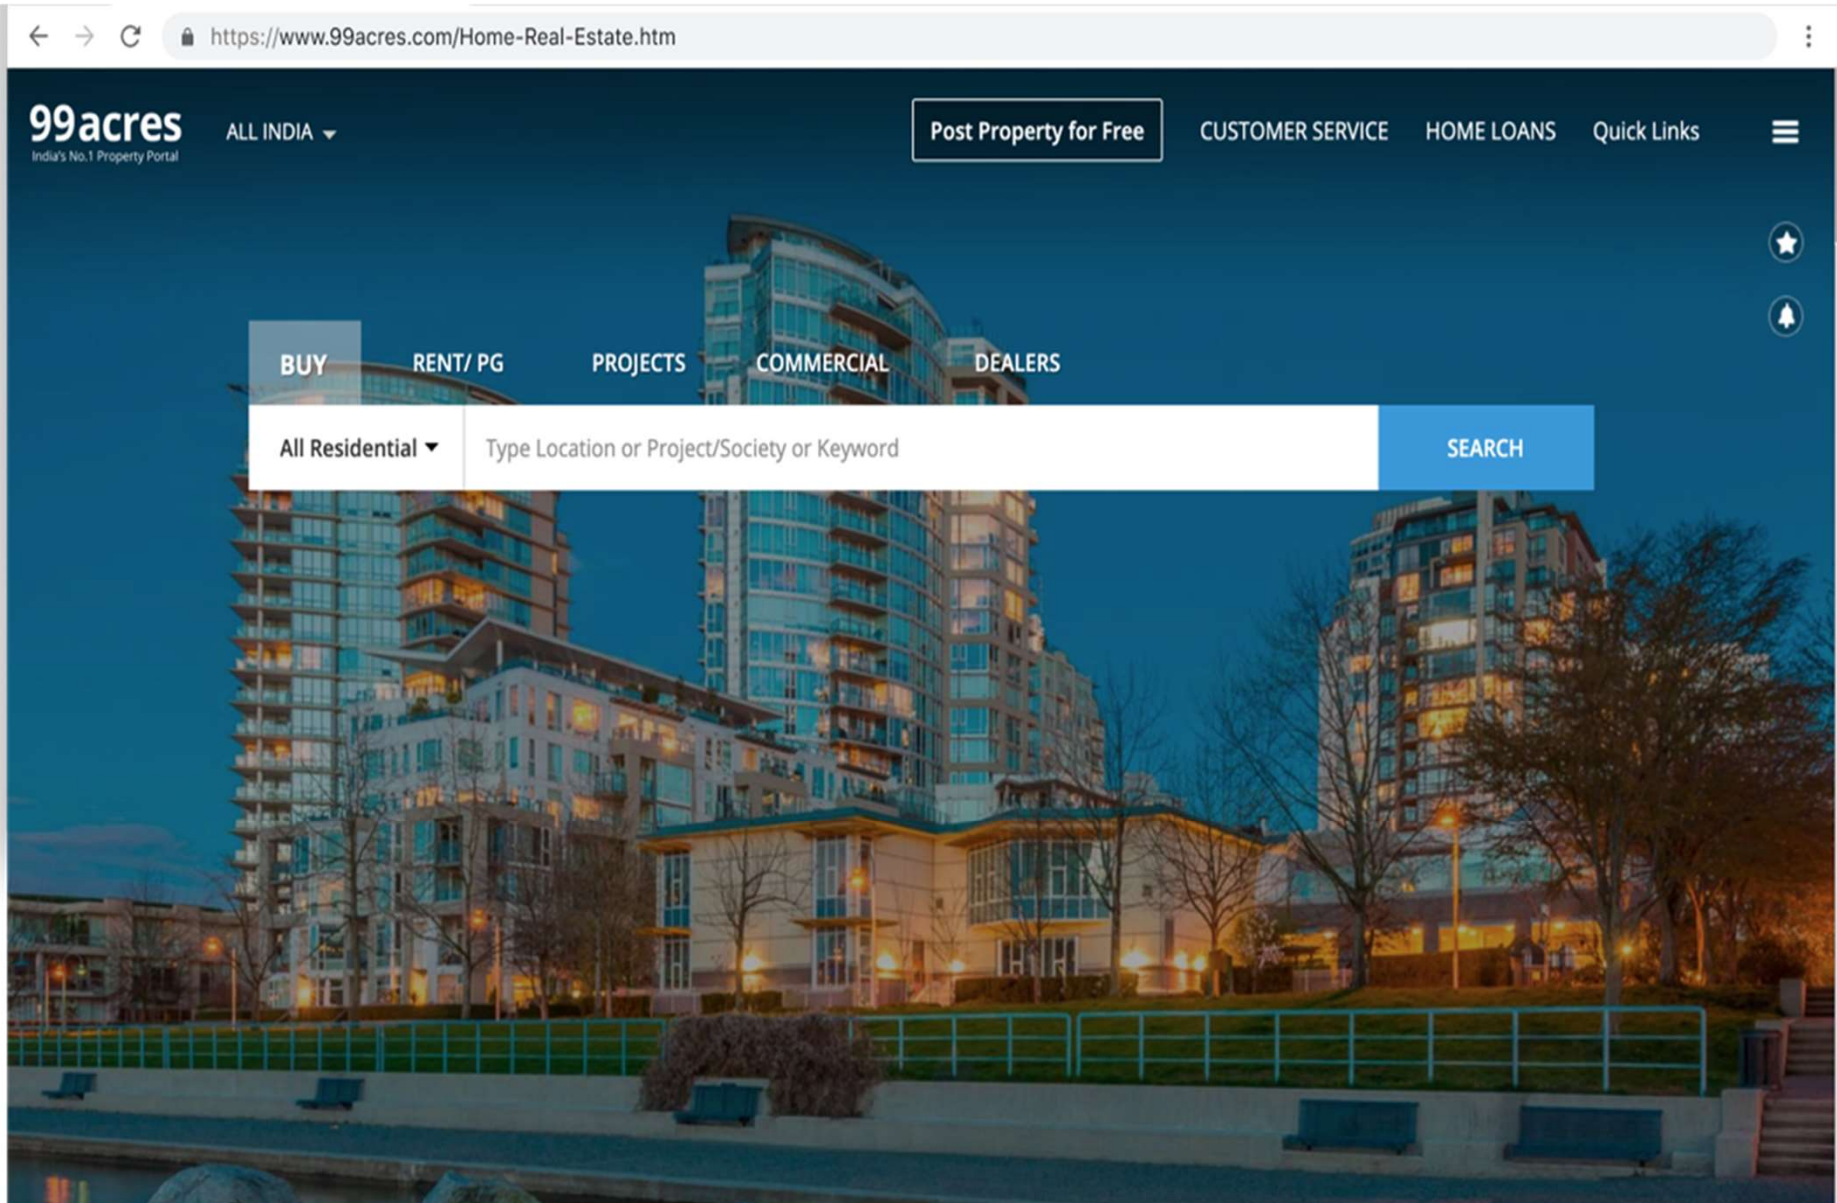 https://www.99acres.com/Home-Real-Estate.htm
99acres
India's No.1 Property Portal
ALL INDIA
Post Property for Free
CUSTOMER SERVICE
HOME LOANS
Quick Links
BUY
RENT/ PG
PROJECTS
COMMERCIAL
DEALERS
All Residential
Type Location or Project/Society or Keyword
SEARCH